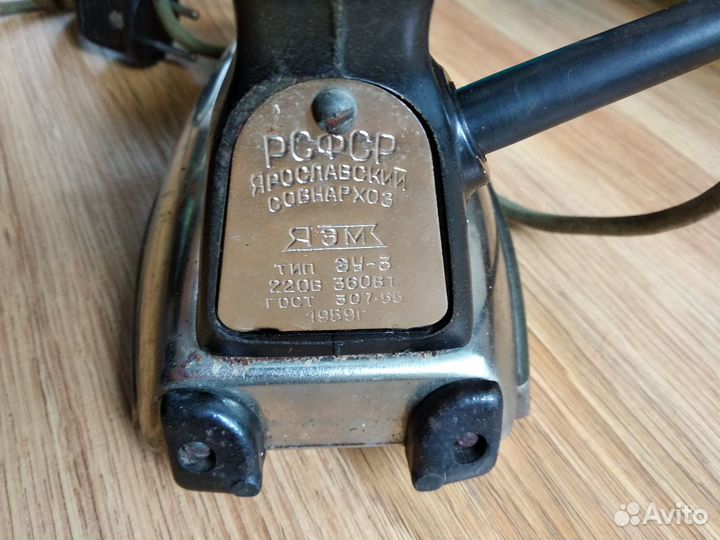 РСФСР
ЯРОСЛАВСКИЙ
СОВНАРХОЗ
ЯЭМ
ТИП ЭУ-3
220В 360ВТ
ГОСТ 307-55
1959г
Avito